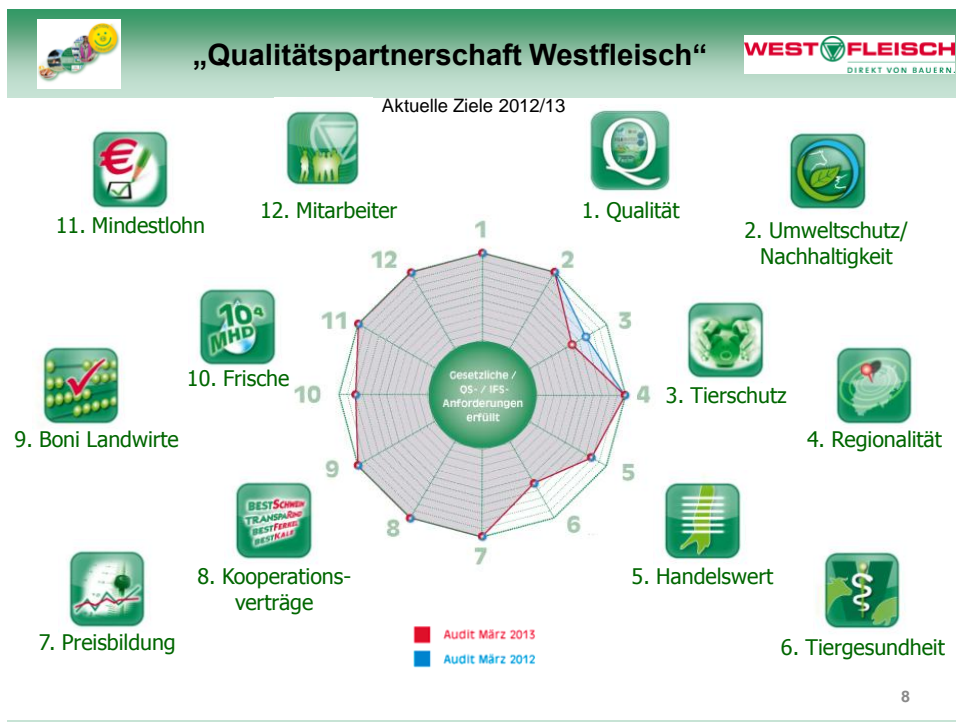 „Qualitätspartnerschaft Westfleisch“
WESTFLEISCH
DIREKT VON BAUERN.
Aktuelle Ziele 2012/13
11. Mindestlohn
12. Mitarbeiter
1. Qualität
2. Umweltschutz/
Nachhaltigkeit
10. Frische
3. Tierschutz
9. Boni Landwirte
4. Regionalität
8. Kooperations-
verträge
5. Handelswert
7. Preisbildung
6. Tiergesundheit
€
Q
10
MHD
BESTSCHWEIN
TRANSPARIND
BESTFERKEL
BESTKALB
1
2
3
4
5
6
7
8
9
10
11
12
Gesetzliche /
QS- / IFS-
Anforderungen
erfüllt
Audit März 2013
Audit März 2012
8